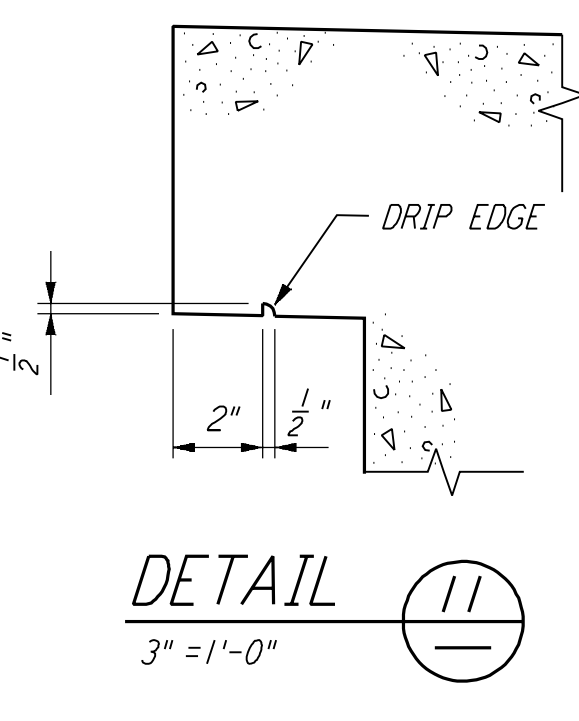 DRIP EDGE
1/2"
2"
1/2"
DETAIL
11
—
3" = 1'-0"